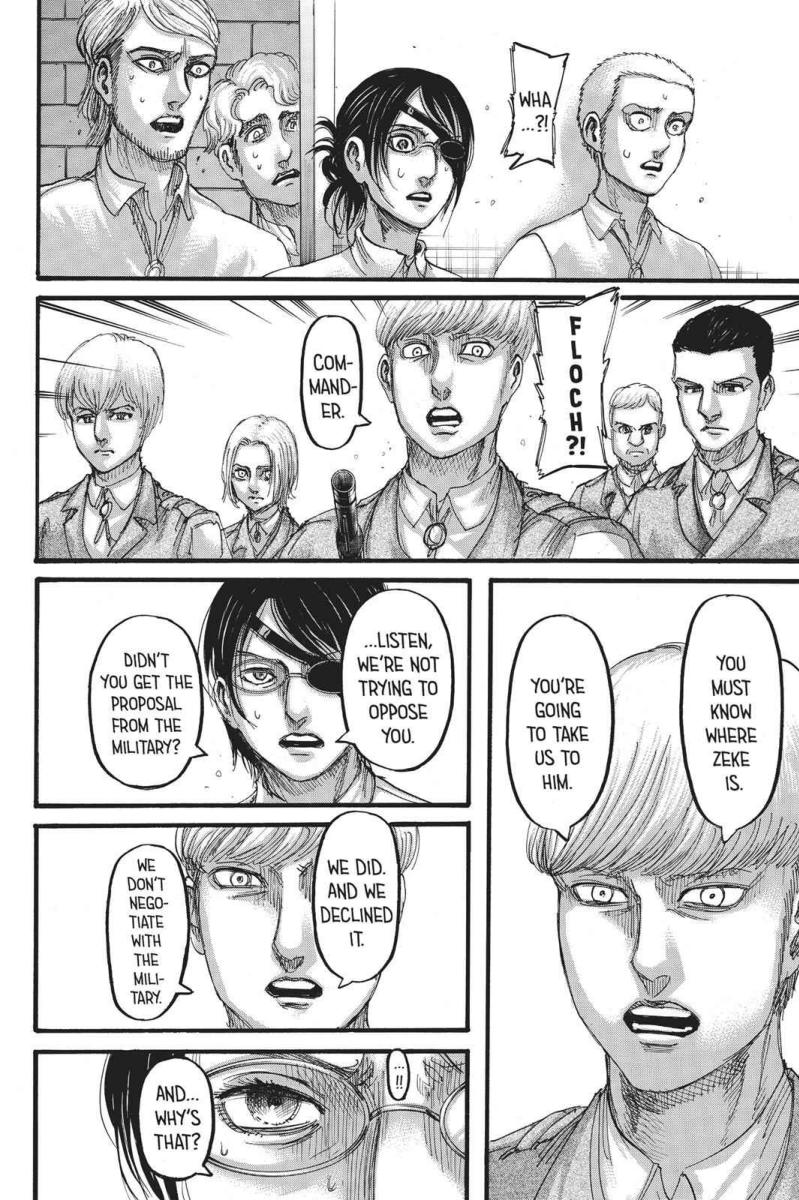 WHA
...?!
FLOCH?!
COM-
MAND-
ER.
YOU
MUST
KNOW
WHERE
ZEKE
IS.
YOU'RE
GOING
TO TAKE
US TO
HIM.
...LISTEN,
WE'RE NOT
TRYING TO
OPPOSE
YOU.
DIDN'T
YOU GET THE
PROPOSAL
FROM THE
MILITARY?
WE DID.
AND WE
DECLINED
IT.
WE
DON'T
NEGO-
TIATE
WITH
THE
MILI-
TARY.
...
!!
AND...
WHY'S
THAT?